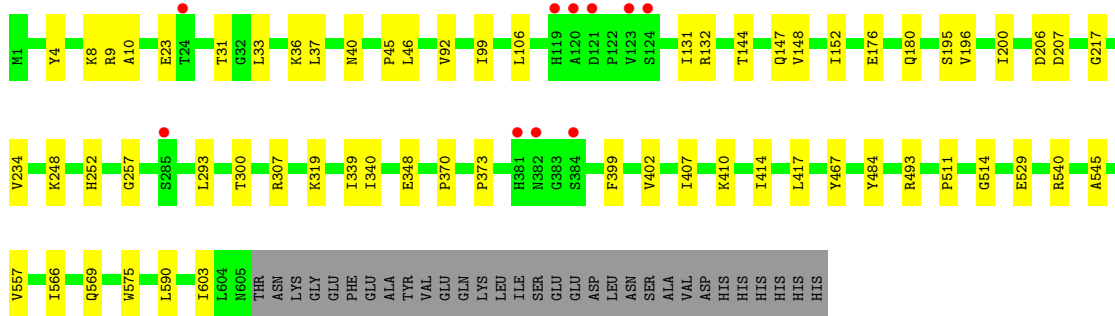 M1 Y4 K8 R9 A10 E23 T24 T31 G32 L33 K36 L37 N40 P45 L46 V92 I99 L106 H119 A120 D121 P122 V123 S124 I131 R132 T144 Q147 V148 I152 E176 Q180 S195 V196 I200 D206 D207 G217
V234 K248 H252 G257 S285 L293 T300 R307 K319 I339 I340 E348 P370 P373 H381 N382 G383 S384 F399 V402 I407 K410 I414 L417 Y467 Y484 R493 P511 G514 E529 R540 A545
V557 I566 Q569 W575 L590 I603 L604 N605 THR ASN LYS GLY GLU PHE GLU ALA TYR VAL GLU GLN LYS LEU ILE SER GLU GLU ASP LEU ASN SER ALA VAL ASP HIS HIS HIS HIS HIS HIS